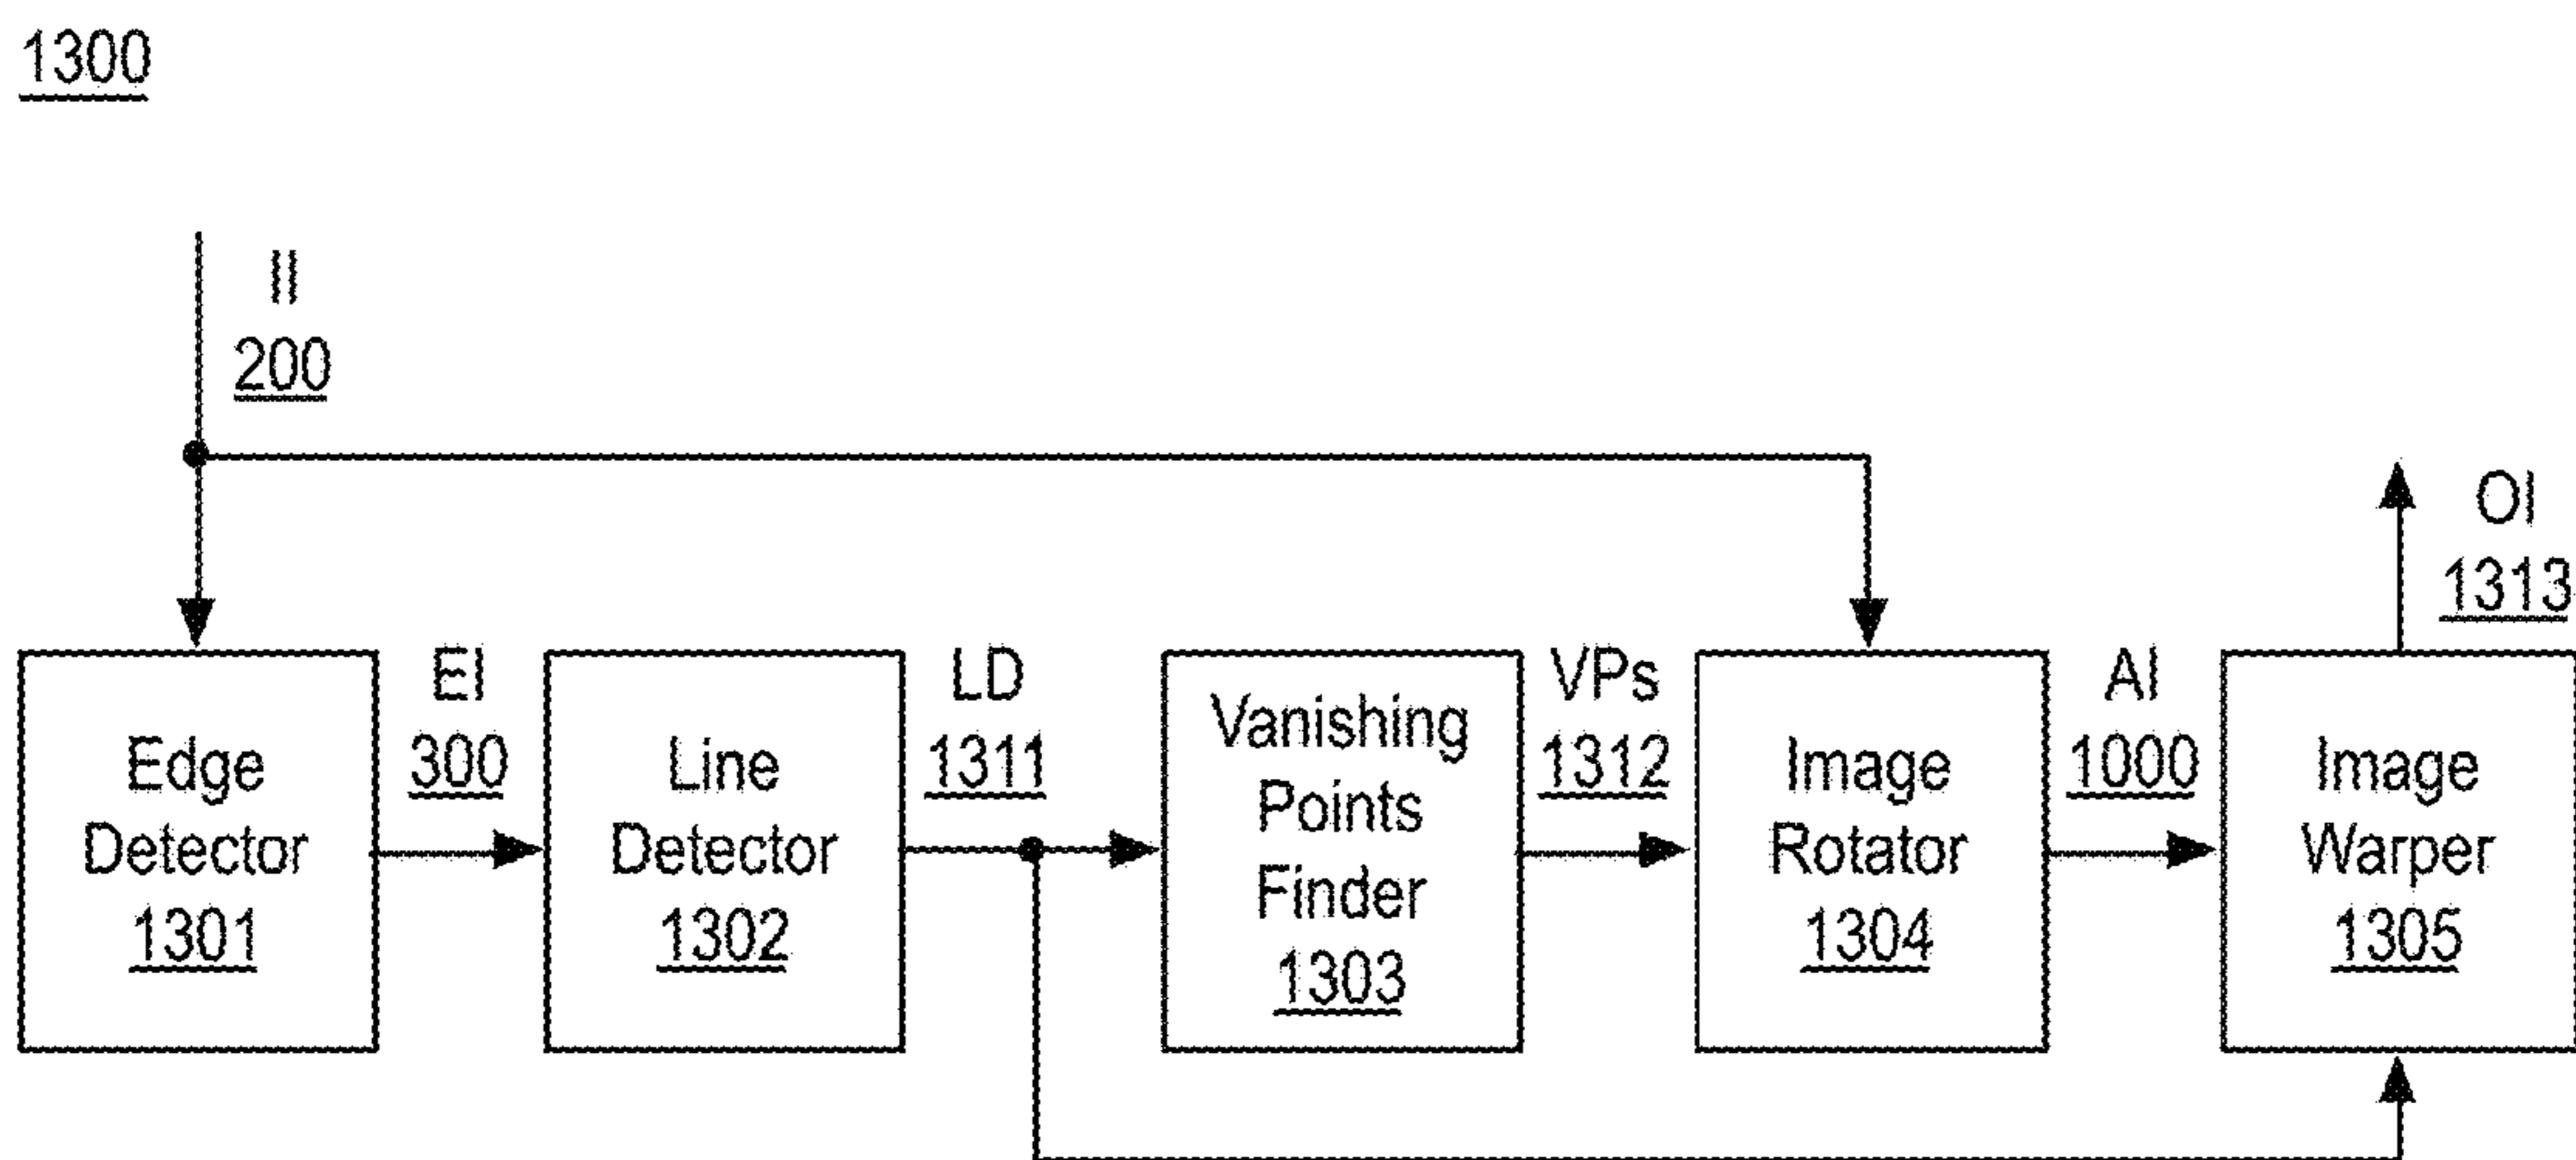 1300
II
200
OI
1313
Edge
Detector
1301
EI
300
Line
Detector
1302
LD
1311
Vanishing
Points
Finder
1303
VPs
1312
Image
Rotator
1304
AI
1000
Image
Warper
1305